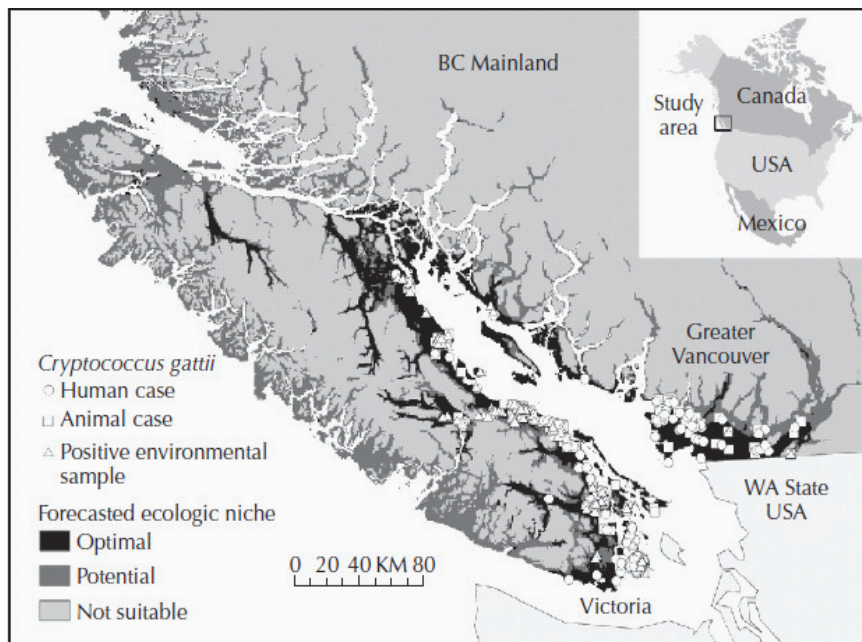 BC Mainland
Study
area
Canada
USA
Mexico
Greater
Vancouver
Cryptococcus gattii
Human case
Animal case
Positive environmental
sample
Forecasted ecologic niche
Optimal
Potential
Not suitable
0 20 40 KM 80
WA State
USA
Victoria